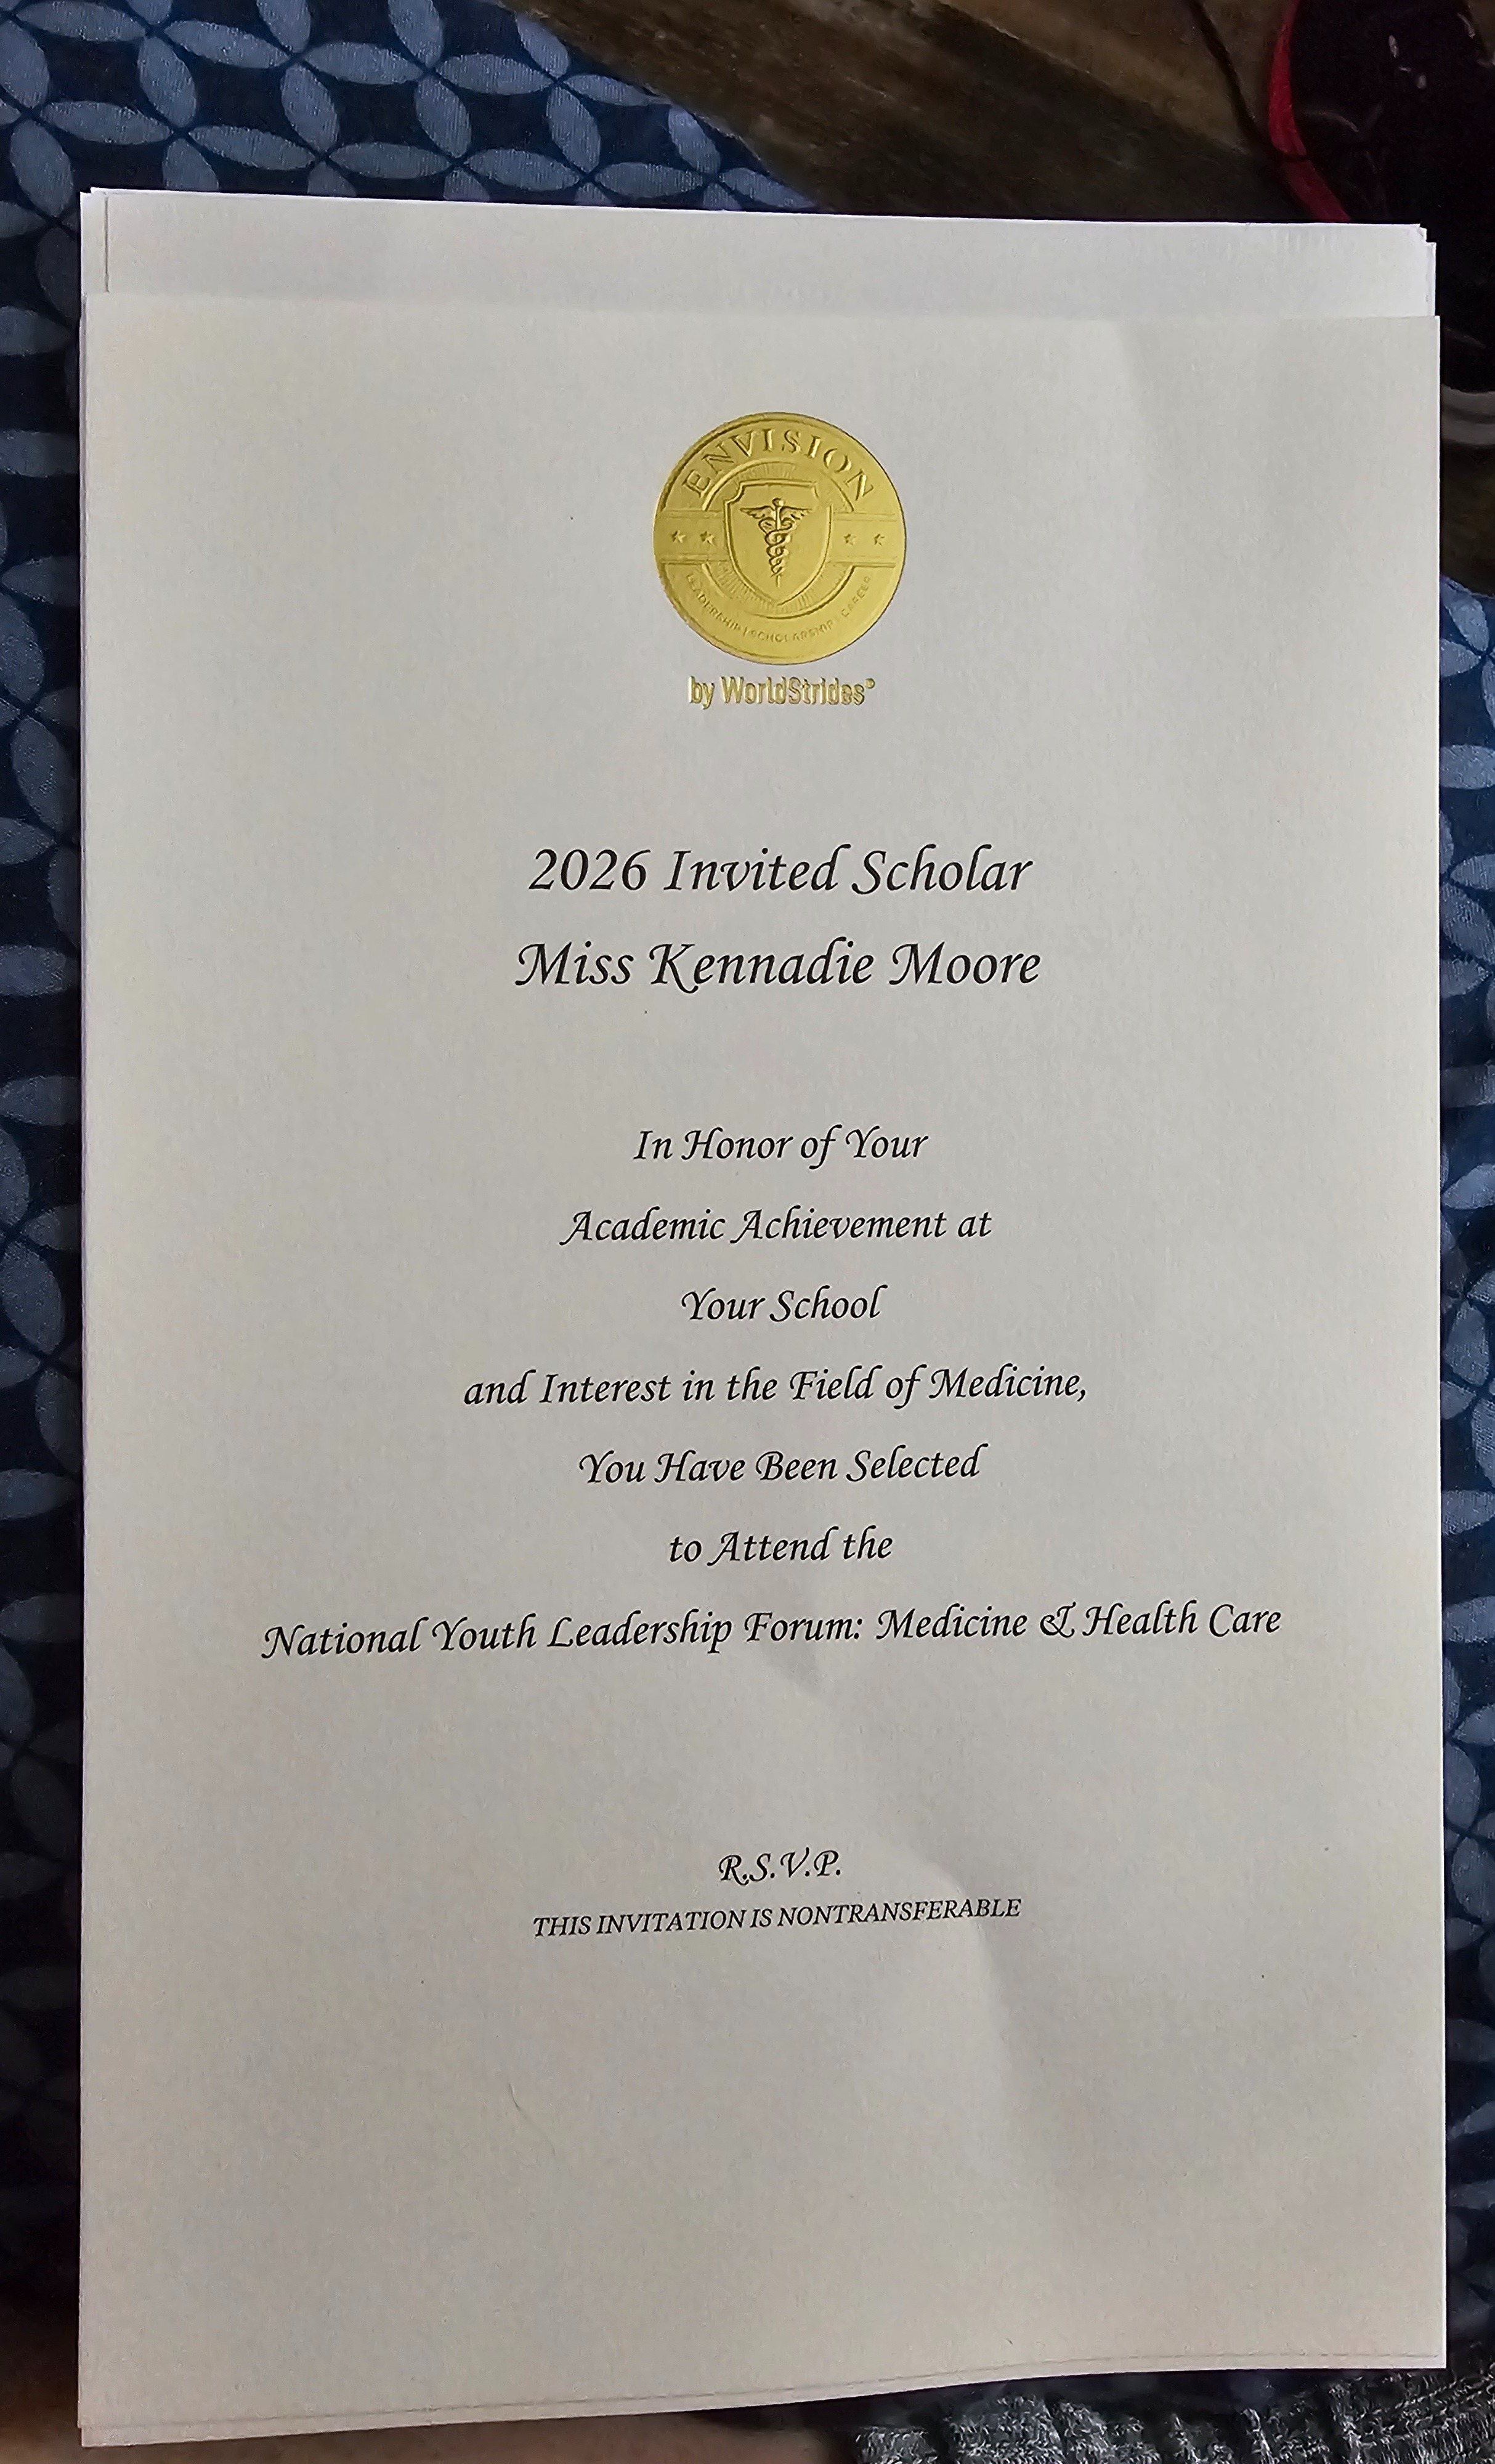 ENVISION
LEADERSHIP | SCHOLARSHIP | CAREER
by WorldStrides®
2026 Invited Scholar
Miss Kennadie Moore
In Honor of Your
Academic Achievement at
Your School
and Interest in the Field of Medicine,
You Have Been Selected
to Attend the
National Youth Leadership Forum: Medicine & Health Care
R.S.V.P.
THIS INVITATION IS NONTRANSFERABLE